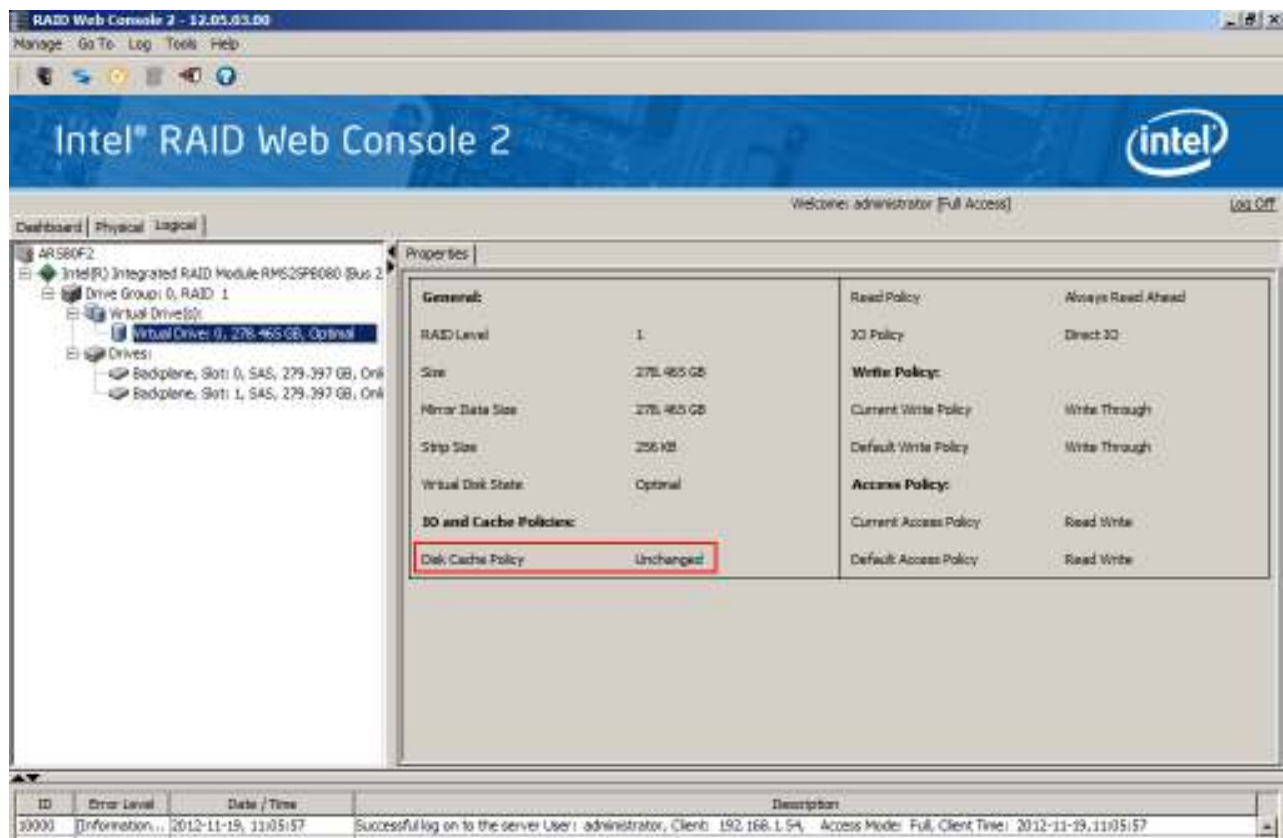 RAID Web Console 2 - 12.05.03.00
Manage Go To Log Tools Help
Intel® RAID Web Console 2
intel
Welcome: administrator [Full Access]
Log Off
Dashboard Physical Logical
Intel(R) Integrated RAID Module RMS25PB080 (Bus 2
Drive Group: 0, RAID 1
Virtual Drive(s):
Virtual Drive: 0, 278.465 GB, Optimal
Drives:
Backplane, Slot: 0, SAS, 279.397 GB, Onli
Backplane, Slot: 1, SAS, 279.397 GB, Onli
Properties
General:
RAID Level 1
Size 278.465 GB
Mirror Data Size 278.465 GB
Strip Size 256 KB
Virtual Disk State Optimal
IO and Cache Policies:
Disk Cache Policy Unchanged
Read Policy Always Read Ahead
IO Policy Direct IO
Write Policy:
Current Write Policy Write Through
Default Write Policy Write Through
Access Policy:
Current Access Policy Read Write
Default Access Policy Read Write
ID Error Level Date / Time Description
10000 [Information... 2012-11-19, 11:05:57 Successful log on to the server User: administrator, Client: 192.168.1.54, Access Mode: Full, Client Time: 2012-11-19,11:05:57